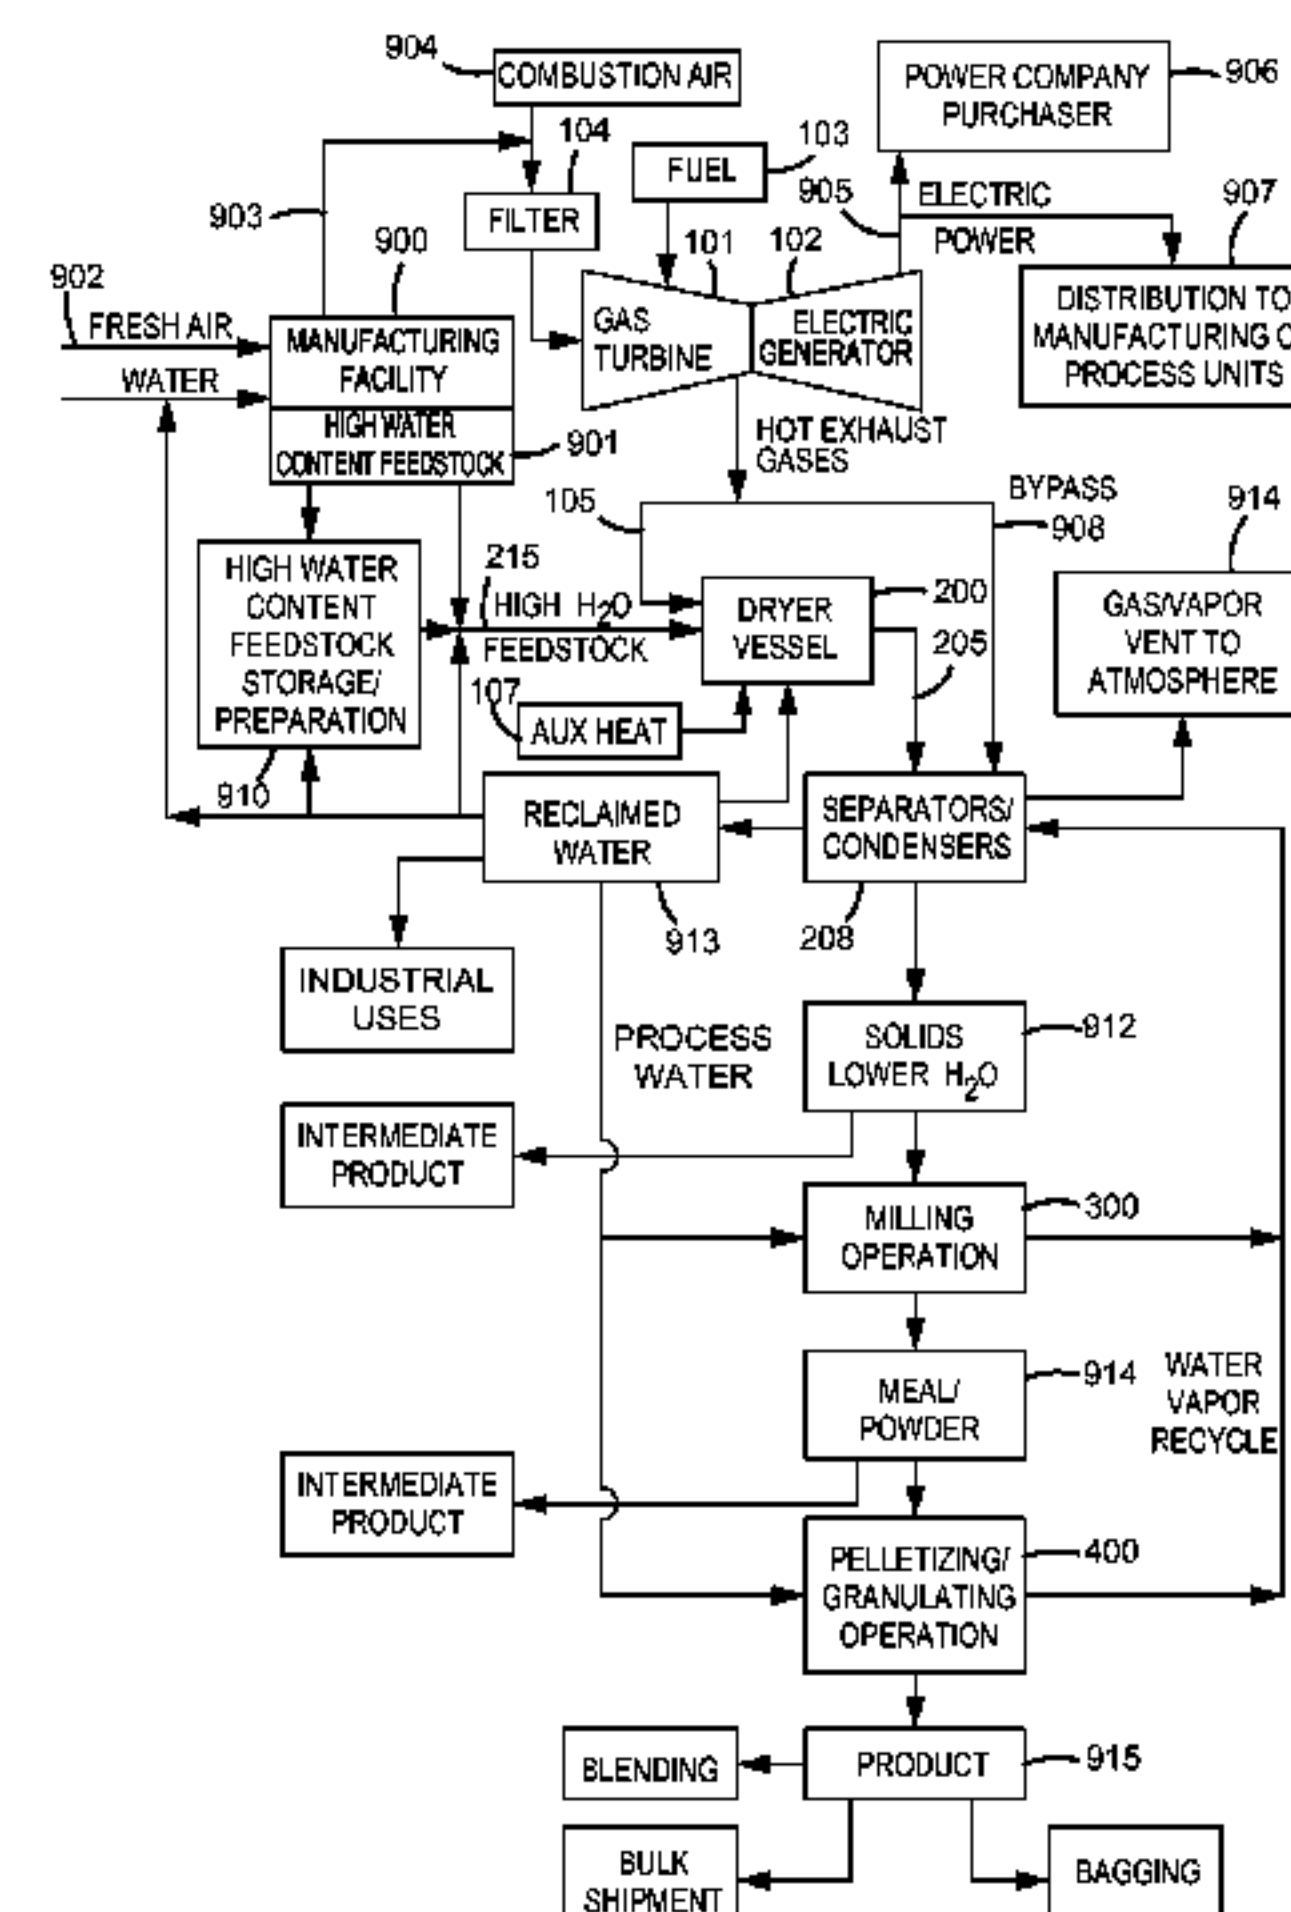 904
COMBUSTION AIR
POWER COMPANY
PURCHASER
906
104
FUEL
103
903
FILTER
900
101
102
905
ELECTRIC
POWER
907
902
FRESH AIR
WATER
MANUFACTURING
FACILITY
HIGH WATER
CONTENT FEEDSTOCK
901
GAS
TURBINE
ELECTRIC
GENERATOR
DISTRIBUTION TO
MANUFACTURING O
PROCESS UNITS
HOT EXHAUST
GASES
105
BYPASS
908
914
HIGH WATER
CONTENT
FEEDSTOCK
STORAGE/
PREPARATION
910
215
HIGH H2O
FEEDSTOCK
DRYER
VESSEL
200
205
GAS/VAPOR
VENT TO
ATMOSPHERE
107
AUX HEAT
RECLAIMED
WATER
913
SEPARATORS/
CONDENSERS
208
INDUSTRIAL
USES
PROCESS
WATER
SOLIDS
LOWER H2O
912
INTERMEDIATE
PRODUCT
MILLING
OPERATION
300
MEAL/
POWDER
914
WATER
VAPOR
RECYCLE
INTERMEDIATE
PRODUCT
PELLETIZING/
GRANULATING
OPERATION
400
BLENDING
PRODUCT
915
BULK
SHIPMENT
BAGGING